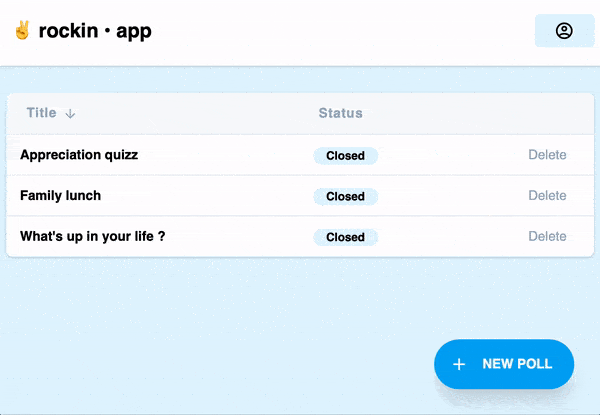 ✌️ rockin • app
Title ↓ Status
Appreciation quizz Closed Delete
Family lunch Closed Delete
What's up in your life ? Closed Delete
+ NEW POLL